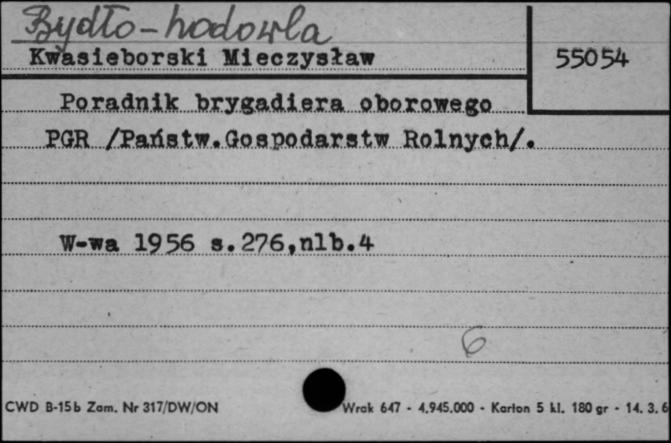 Bydło-hodowla
Kwasieborski Mieczysław
55054
Poradnik brygadiera oborowego
PGR /Państw.Gospodarstw Rolnych/.
W-wa 1956 s.276,nlb.4
6
CWD B-15b Zam. Nr 317/DW/ON
Wrak 647 - 4.945.000 - Karton 5 kl. 180 gr - 14. 3. 6